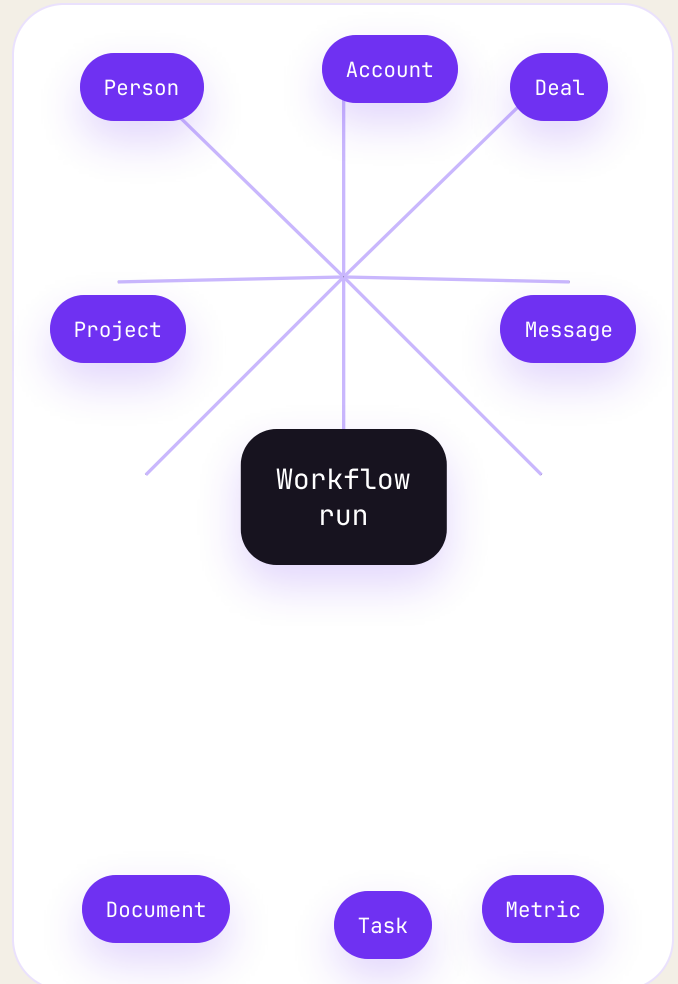 Person
Account
Deal
Project
Message
Workflow
run
Document
Task
Metric